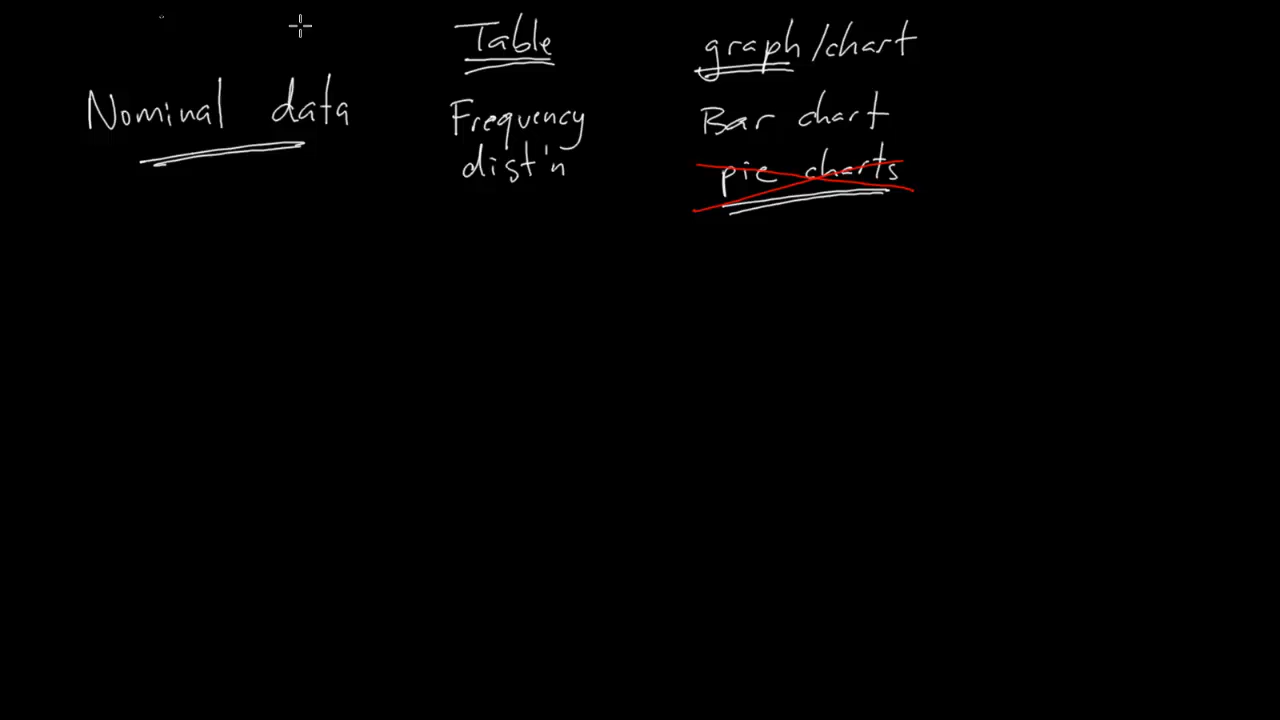 Table
graph/chart
Nominal data
Frequency
dist'n
Bar chart
pie charts